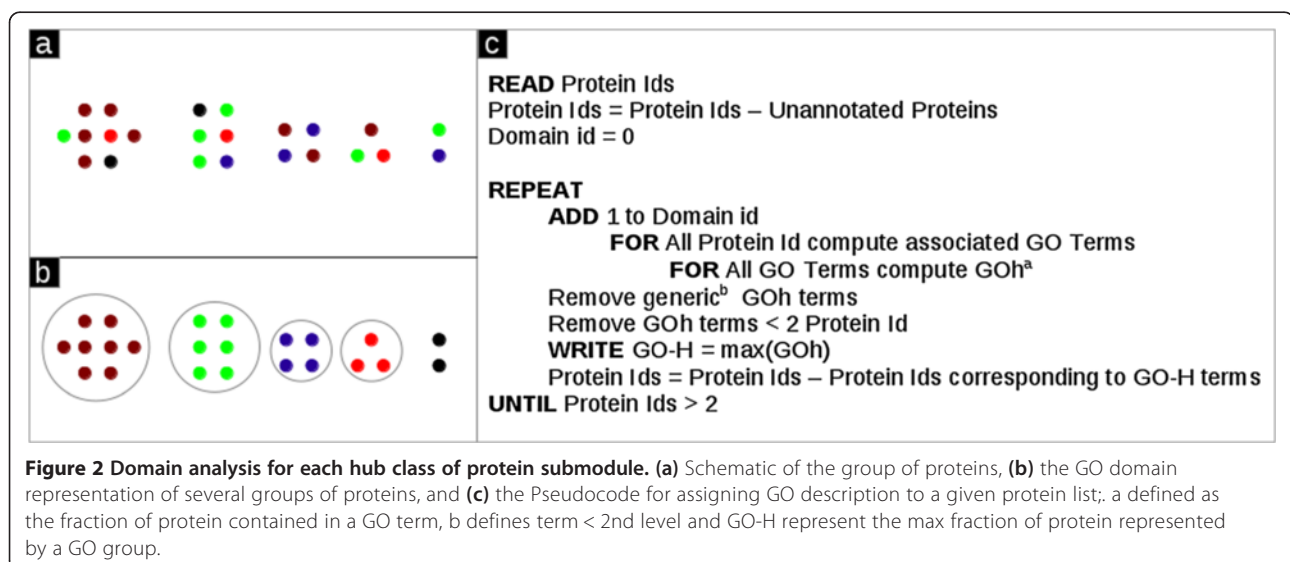 a
b
c
READ Protein Ids
Protein Ids = Protein Ids – Unannotated Proteins
Domain id = 0
REPEAT
ADD 1 to Domain id
FOR All Protein Id compute associated GO Terms
FOR All GO Terms compute GOhᵃ
Remove genericᵇ GOh terms
Remove GOh terms < 2 Protein Id
WRITE GO-H = max(GOh)
Protein Ids = Protein Ids – Protein Ids corresponding to GO-H terms
UNTIL Protein Ids > 2
Figure 2 Domain analysis for each hub class of protein submodule. (a) Schematic of the group of proteins, (b) the GO domain
representation of several groups of proteins, and (c) the Pseudocode for assigning GO description to a given protein list;. a defined as
the fraction of protein contained in a GO term, b defines term < 2nd level and GO-H represent the max fraction of protein represented
by a GO group.